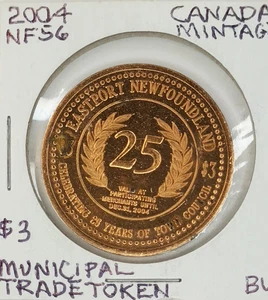 2004
NF56
CANADA
MINTAG
EASTPORT NEWFOUNDLAND
25
$3
VALID AT
PARTICIPATING
MERCHANTS UNTIL
DEC.31, 2004
CELEBRATING 25 YEARS OF TOWN COUNCIL
$3
MUNICIPAL
TRADETOKEN
BU